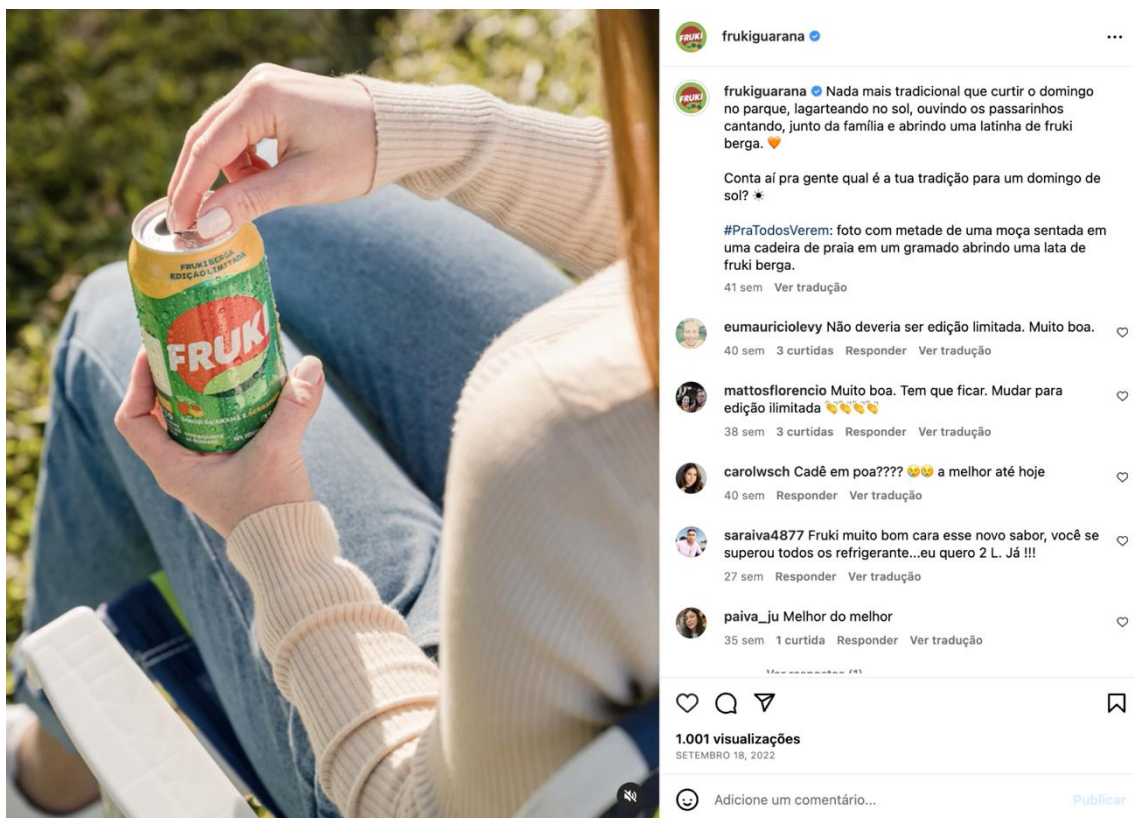 FRUKI BERGA
EDIÇÃO LIMITADA
FRUKI
FRUKI
frukiguarana
FRUKI
frukiguarana Nada mais tradicional que curtir o domingo
no parque, lagarteando no sol, ouvindo os passarinhos
cantando, junto da família e abrindo uma latinha de fruki
berga. 🧡
Conta aí pra gente qual é a tua tradição para um domingo de
sol? ☀
#PraTodosVerem: foto com metade de uma moça sentada em
uma cadeira de praia em um gramado abrindo uma lata de
fruki berga.
41 sem Ver tradução
eumauriciolevy Não deveria ser edição limitada. Muito boa.
40 sem 3 curtidas Responder Ver tradução
mattosflorencio Muito boa. Tem que ficar. Mudar para
edição ilimitada 👏👏👏👏
38 sem 3 curtidas Responder Ver tradução
carolwsch Cadê em poa???? 😢😢 a melhor até hoje
40 sem Responder Ver tradução
saraiva4877 Fruki muito bom cara esse novo sabor, você se
superou todos os refrigerante...eu quero 2 L. Já !!!
27 sem Responder Ver tradução
paiva_ju Melhor do melhor
35 sem 1 curtida Responder Ver tradução
Ver respostas (1)
1.001 visualizações
SETEMBRO 18, 2022
Adicione um comentário...
Publicar